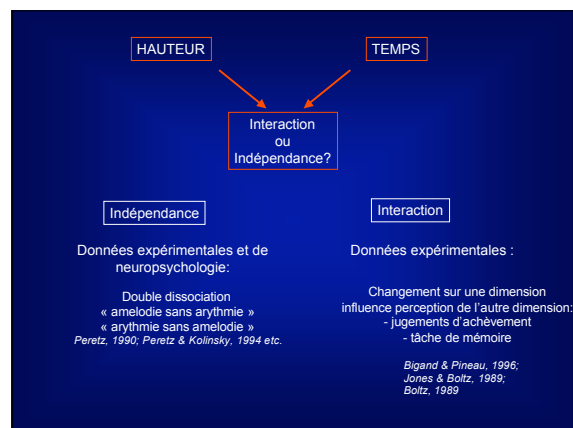 HAUTEUR
TEMPS
Interaction
ou
Indépendance?
Indépendance
Données expérimentales et de
neuropsychologie:
Double dissociation
« amelodie sans arythmie »
« arythmie sans amelodie »
Peretz, 1990; Peretz & Kolinsky, 1994 etc.
Interaction
Données expérimentales :
Changement sur une dimension
influence perception de l'autre dimension:
- jugements d'achèvement
- tâche de mémoire
Bigand & Pineau, 1996;
Jones & Boltz, 1989;
Boltz, 1989